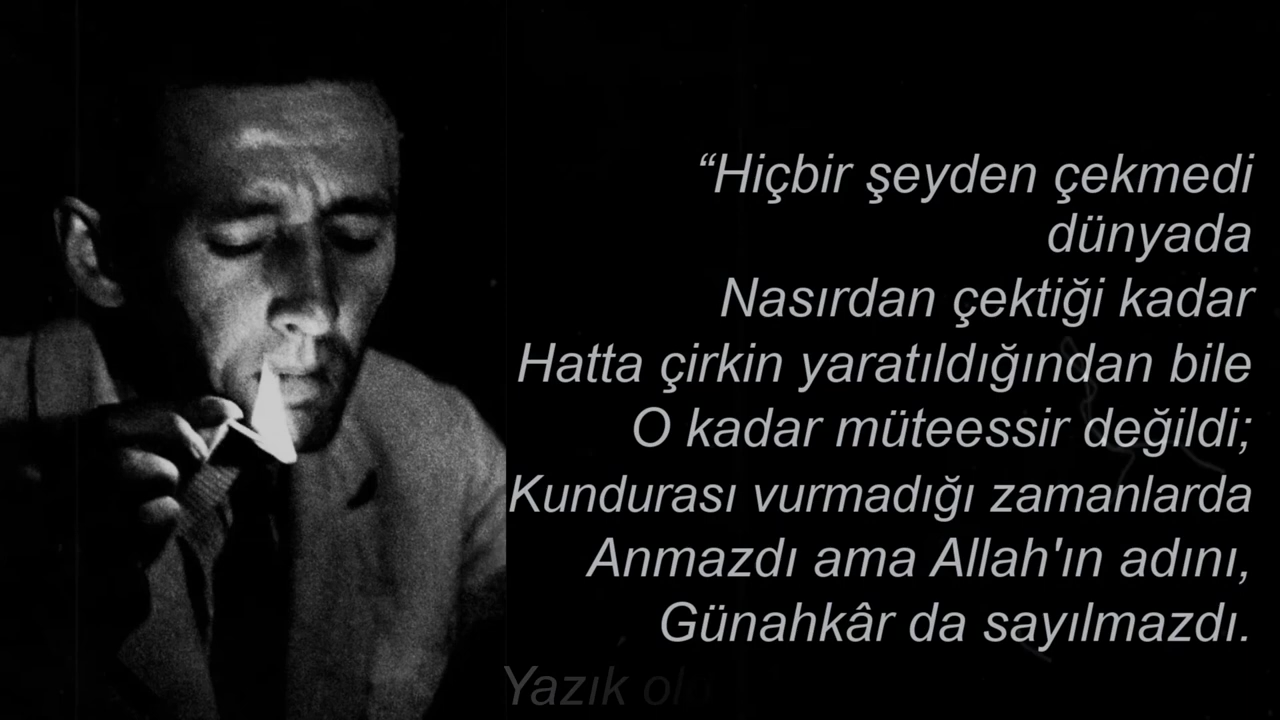 “Hiçbir şeyden çekmedi
dünyada
Nasırdan çektiği kadar
Hatta çirkin yaratıldığından bile
O kadar müteessir değildi;
Kundurası vurmadığı zamanlarda
Anmazdı ama Allah'ın adını,
Günahkâr da sayılmazdı.
Yazık